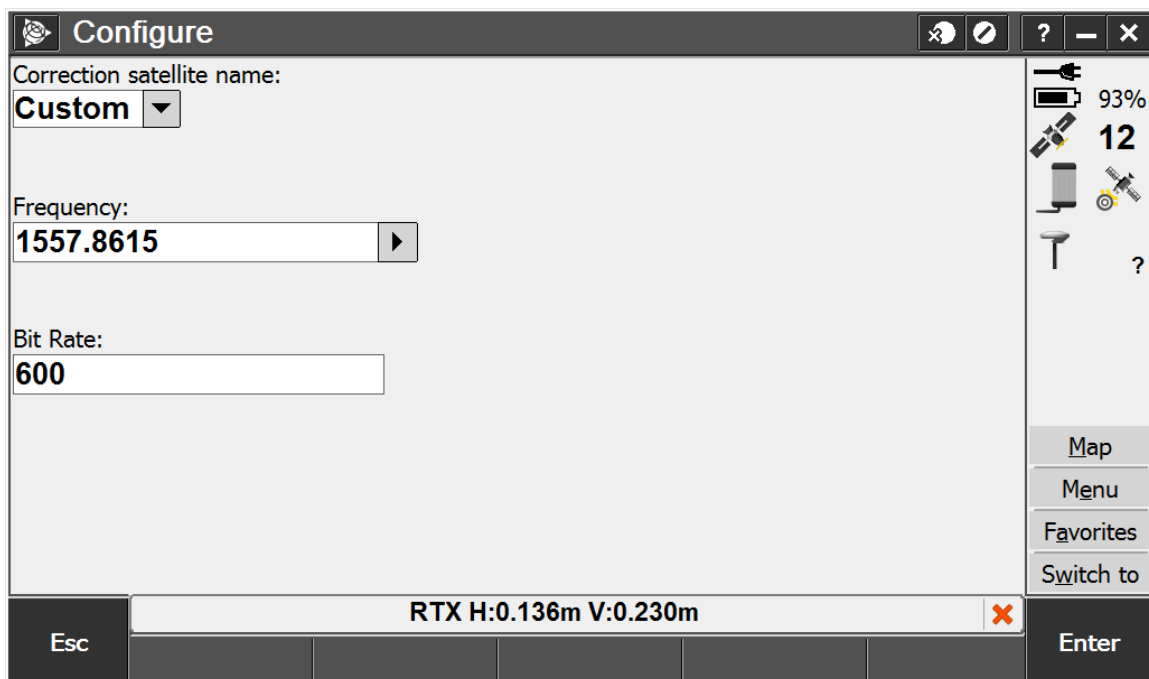 Configure
?
Correction satellite name:
Custom
93%
12
Frequency:
1557.8615
?
Bit Rate:
600
Map
Menu
Favorites
Switch to
RTX H:0.136m V:0.230m
Esc
Enter